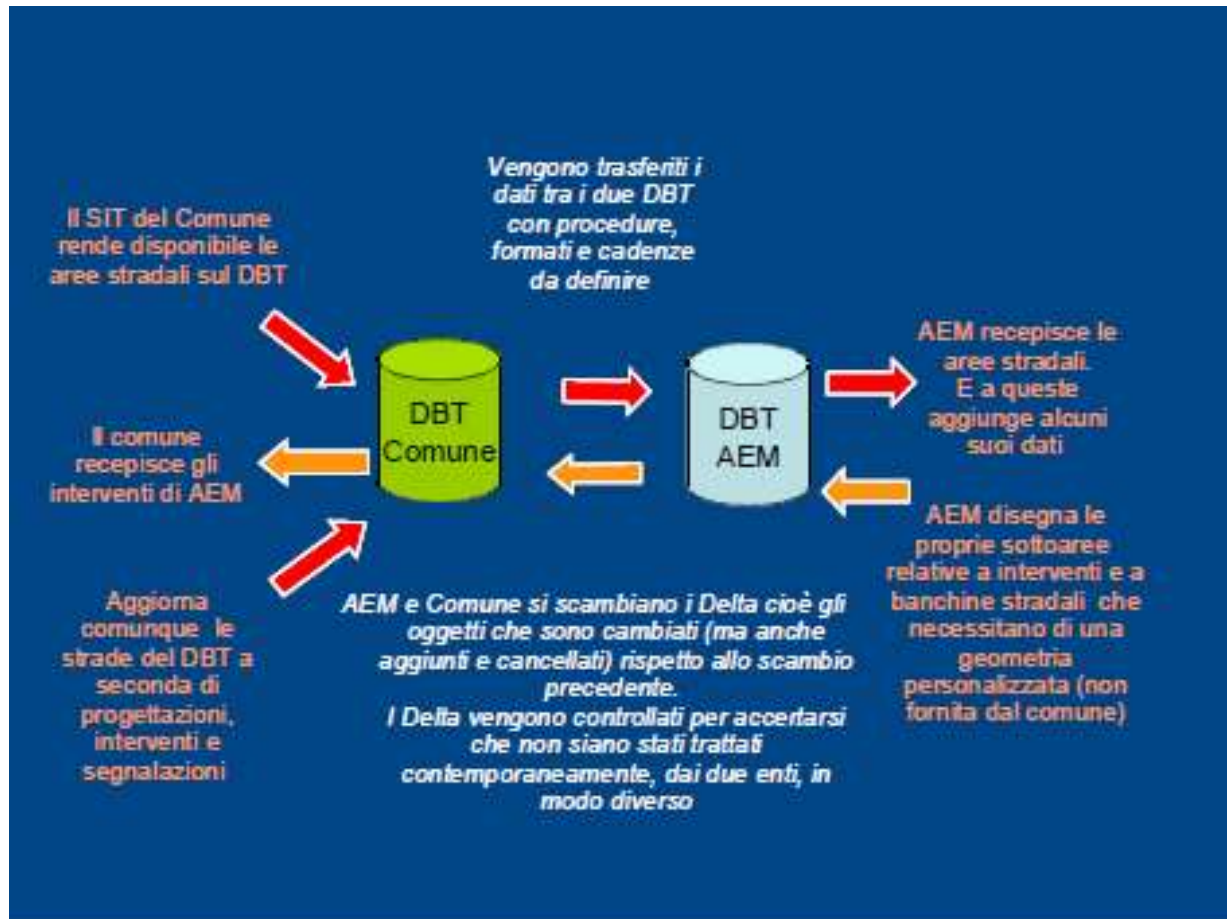 Vengono trasferiti i
dati tra i due DBT
con procedure,
formati e cadenze
da definire
Il SIT del Comune
rende disponibile le
aree stradali sul DBT
AEM recepisce le
aree stradali.
E a queste
aggiunge alcuni
suoi dati
DBT
Comune
DBT
AEM
Il comune
recepisce gli
interventi di AEM
AEM disegna le
proprie sottoaree
relative a interventi e a
banchine stradali che
necessitano di una
geometria
personalizzata (non
fornita dal comune)
Aggiorna
comunque le
strade del DBT a
seconda di
progettazioni,
interventi e
segnalazioni
AEM e Comune si scambiano i Delta cioè gli
oggetti che sono cambiati (ma anche
aggiunti e cancellati) rispetto allo scambio
precedente.
I Delta vengono controllati per accertarsi
che non siano stati trattati
contemporaneamente, dai due enti, in
modo diverso